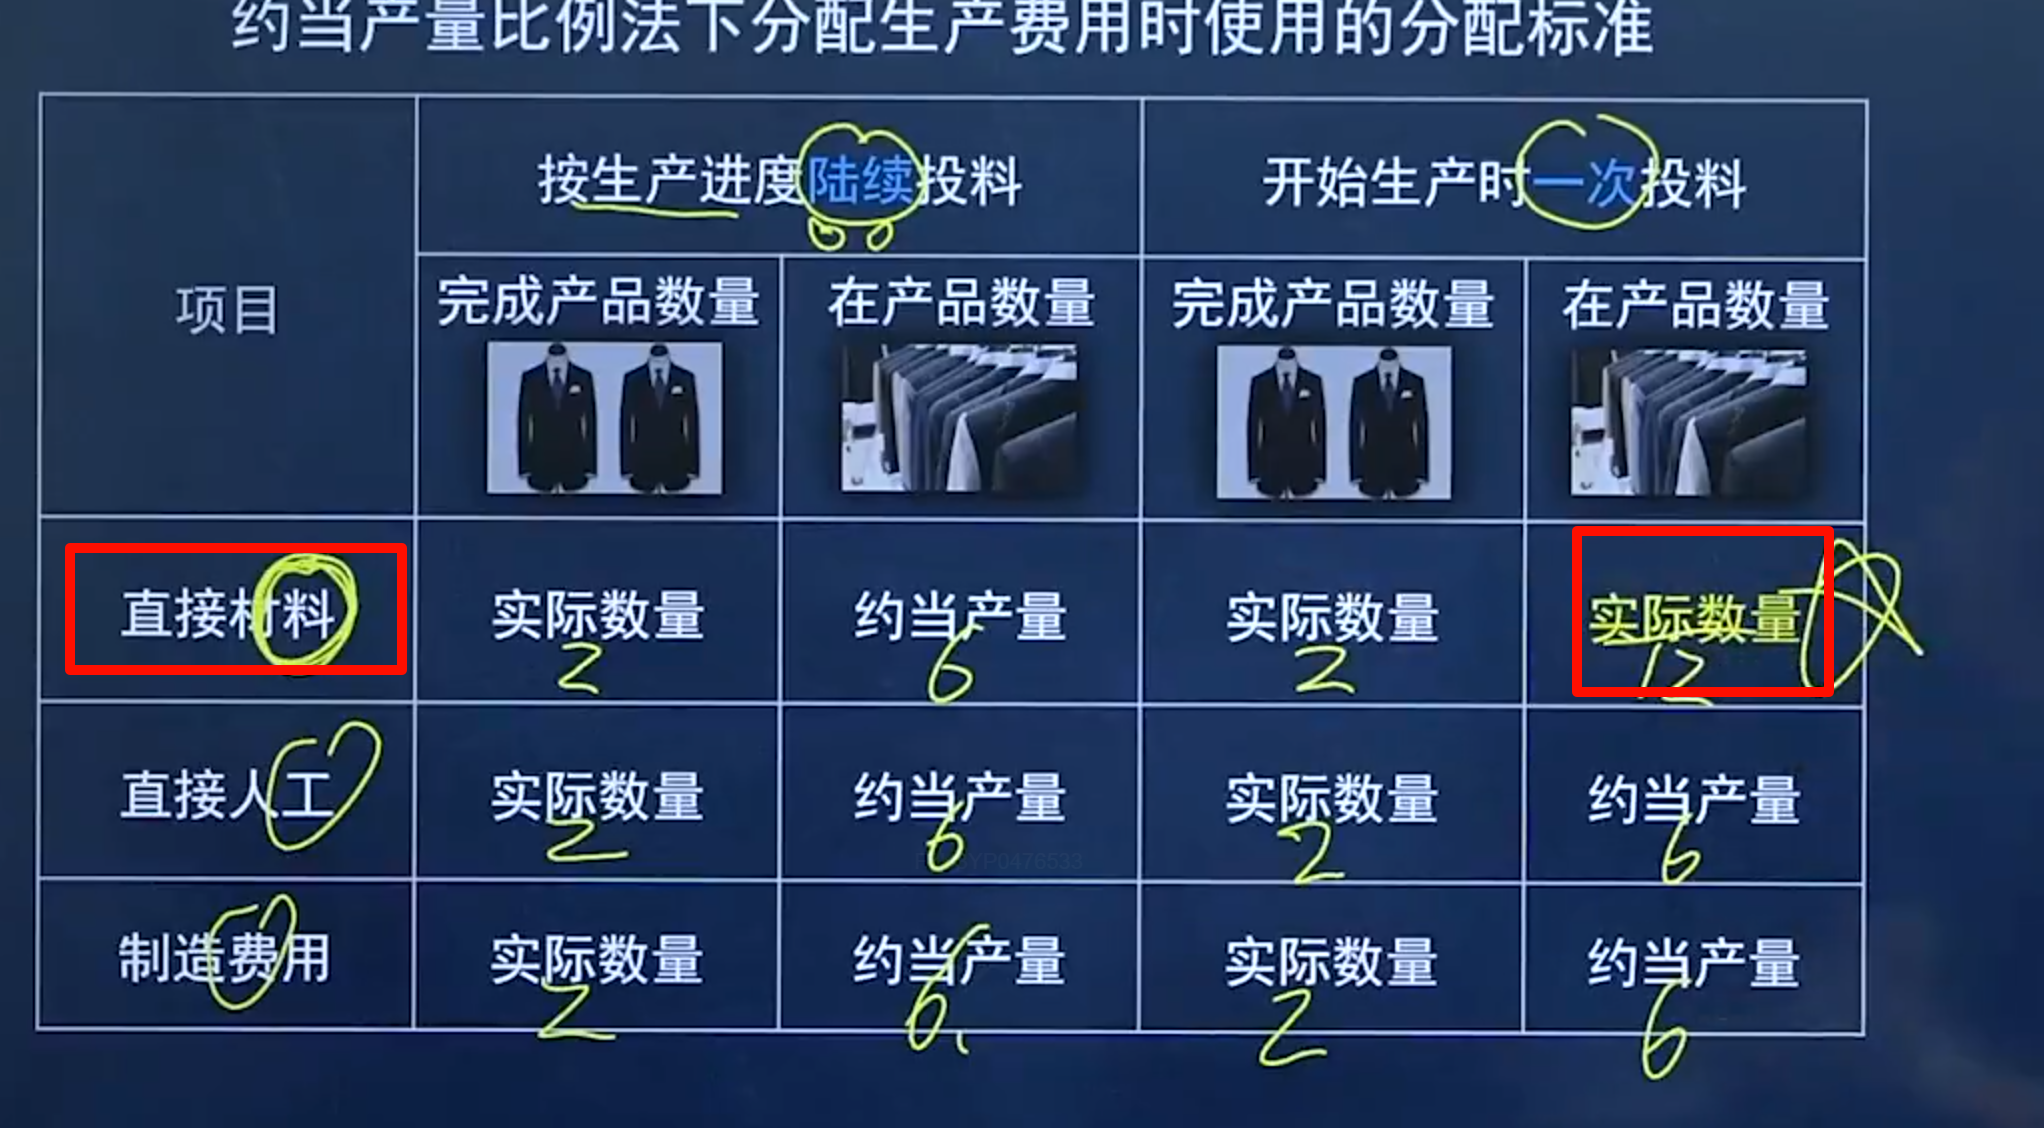 约当产量比例法下分配生产费用时使用的分配标准
项目
按生产进度陆续投料
开始生产时一次投料
完成产品数量
在产品数量
完成产品数量
在产品数量
直接材料
实际数量
2
约当产量
6
实际数量
2
实际数量
12
直接人工
实际数量
2
约当产量
6
实际数量
2
约当产量
6
制造费用
实际数量
2
约当产量
6
实际数量
2
约当产量
6